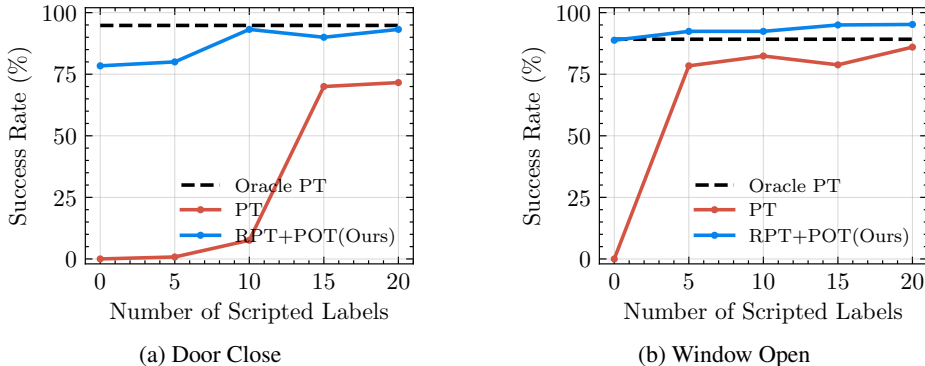 100
75
50
25
0
Success Rate (%)
Oracle PT
PT
RPT+POT(Ours)
0 5 10 15 20
Number of Scripted Labels
(a) Door Close
100
75
50
25
0
Success Rate (%)
Oracle PT
PT
RPT+POT(Ours)
0 5 10 15 20
Number of Scripted Labels
(b) Window Open